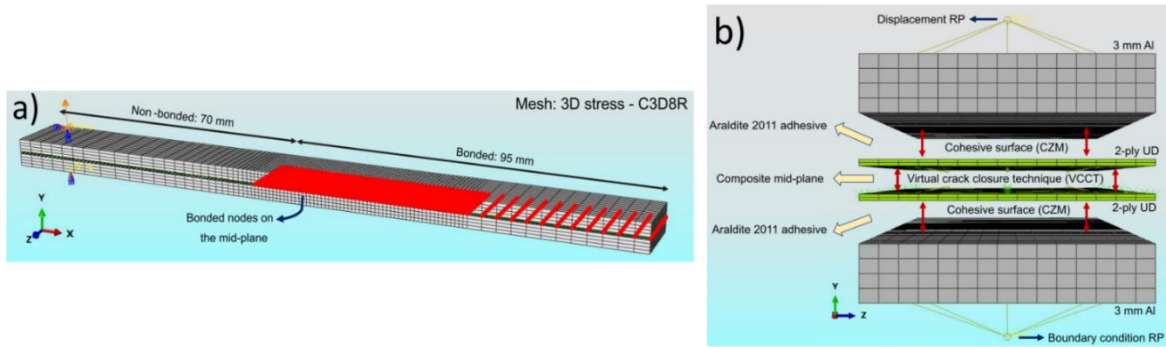 a)
Non-bonded: 70 mm
Mesh: 3D stress - C3D8R
Bonded: 95 mm
Bonded nodes on
the mid-plane
Y
X
Z
b)
Displacement RP
3 mm Al
Araldite 2011 adhesive
Cohesive surface (CZM)
2-ply UD
Composite mid-plane
Virtual crack closure technique (VCCT)
Cohesive surface (CZM)
2-ply UD
Araldite 2011 adhesive
Y
Z
3 mm Al
Boundary condition RP